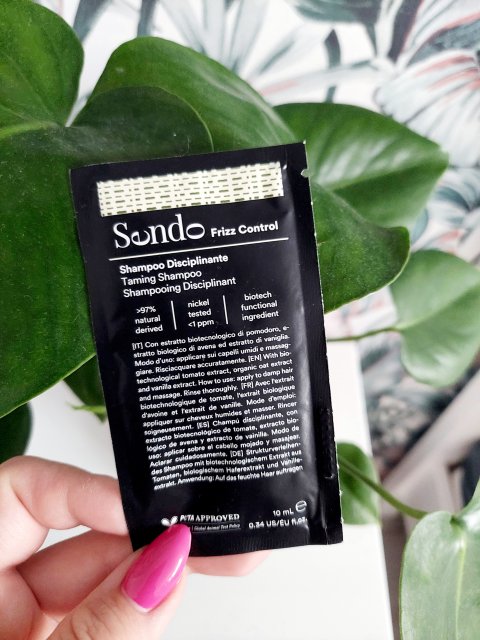 Sendo Frizz Control
Shampoo Disciplinante
Taming Shampoo
Shampooing Disciplinant
>97%
natural
derived
nickel
tested
<1 ppm
biotech
functional
ingredient
[IT] Con estratto biotecnologico di pomodoro, e-
stratto biologico di avena ed estratto di vaniglia.
Modo d'uso: applicare sui capelli umidi e massag-
giare. Risciacquare accuratamente. [EN] With bio-
technological tomato extract, organic oat extract
and vanilla extract. How to use: apply to damp hair
and massage. Rinse thoroughly. [FR] Avec l'extrait
biotechnologique de tomate, l'extrait biologique
d'avoine et l'extrait de vanille. Mode d'emploi:
appliquer sur cheveux humides et masser. Rincer
soigneusement. [ES] Champú disciplinante, con
extracto biotecnológico de tomate, extracto bio-
lógico de avena y extracto de vainilla. Modo de
uso: aplicar sobre el cabello mojado y masajear.
Aclarar cuidadosamente. [DE] Strukturverleihen-
des Shampoo mit biotechnologischem Extrakt aus
Tomaten, biologischem Haferextrakt und Vanille-
extrakt. Anwendung: Auf das feuchte Haar auftragen
10 ml e
PETA APPROVED
Global Animal Test Policy
0.34 US/EU fl.oz.